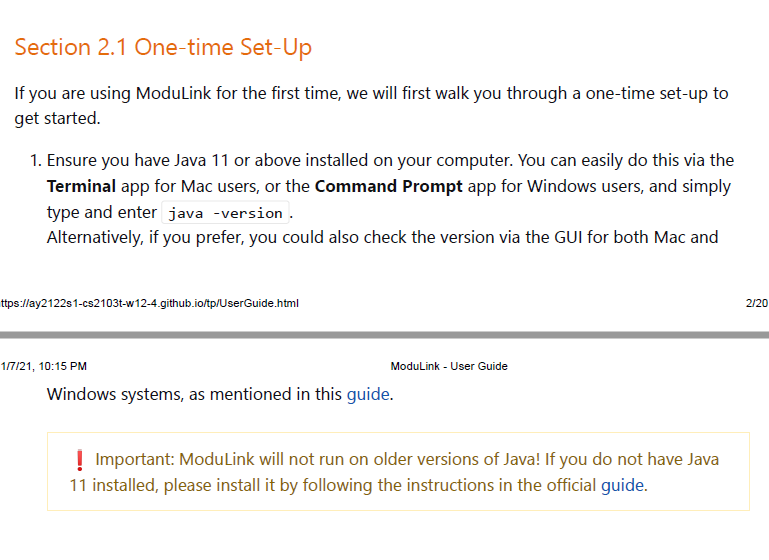 Section 2.1 One-time Set-Up
If you are using ModuLink for the first time, we will first walk you through a one-time set-up to
get started.
1. Ensure you have Java 11 or above installed on your computer. You can easily do this via the
Terminal app for Mac users, or the Command Prompt app for Windows users, and simply
type and enter java -version .
Alternatively, if you prefer, you could also check the version via the GUI for both Mac and
ttps://ay2122s1-cs2103t-w12-4.github.io/tp/UserGuide.html 2/20
1/7/21, 10:15 PM ModuLink - User Guide
Windows systems, as mentioned in this guide.
❗ Important: ModuLink will not run on older versions of Java! If you do not have Java
11 installed, please install it by following the instructions in the official guide.